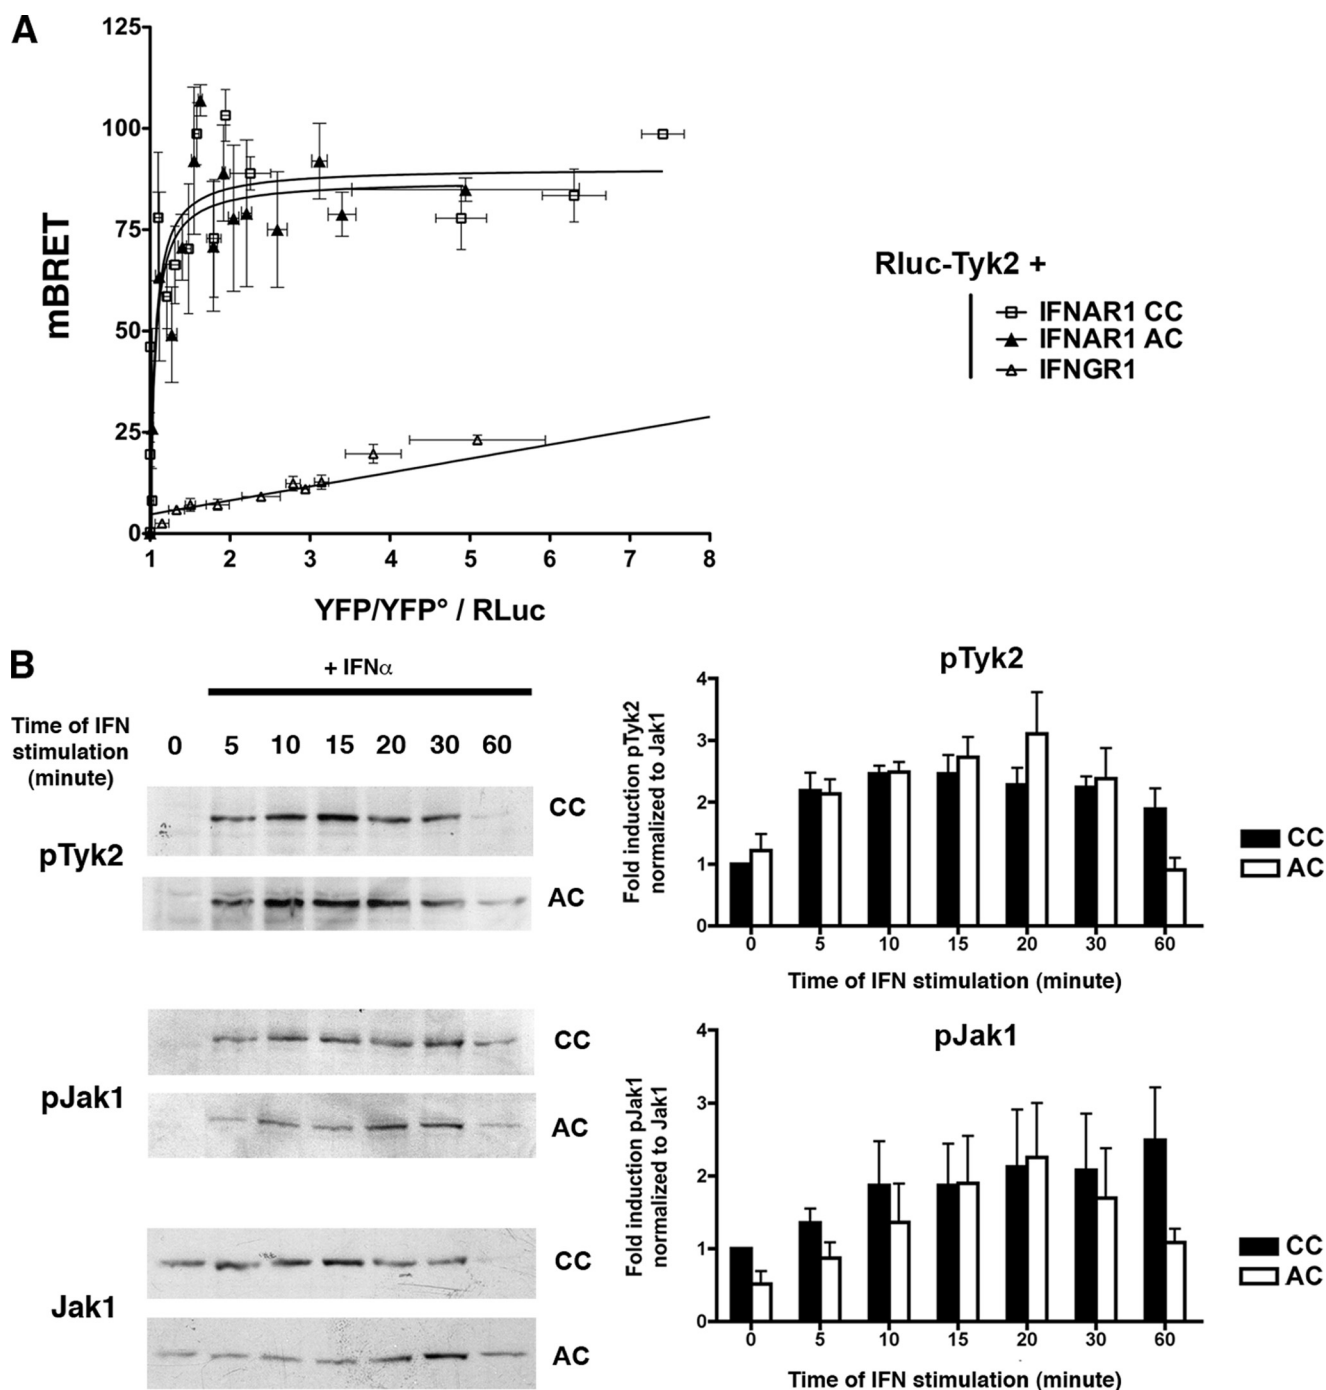 A
125
100
75
50
25
0
mBRET
1 2 3 4 5 6 7 8
YFP/YFP° / RLuc
Rluc-Tyk2 +
IFNAR1 CC
IFNAR1 AC
IFNGR1
B
+ IFNα
Time of IFN
stimulation
(minute)
0 5 10 15 20 30 60
pTyk2
CC
AC
pJak1
CC
AC
Jak1
CC
AC
pTyk2
Fold induction pTyk2
normalized to Jak1
4
3
2
1
0
0 5 10 15 20 30 60
Time of IFN stimulation (minute)
CC
AC
pJak1
Fold induction pJak1
normalized to Jak1
4
3
2
1
0
0 5 10 15 20 30 60
Time of IFN stimulation (minute)
CC
AC